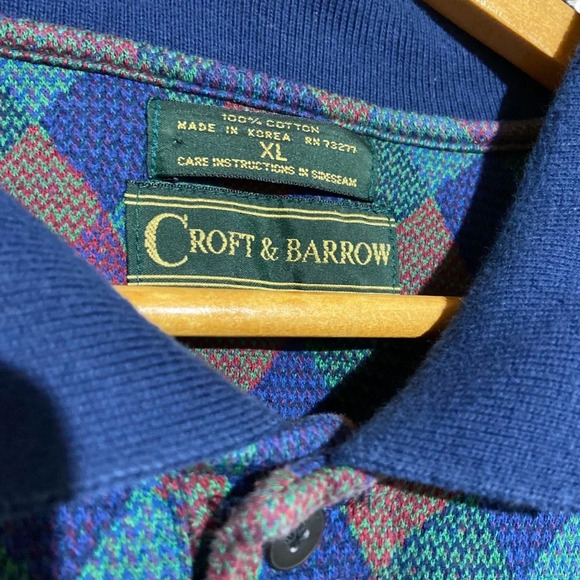 100% COTTON
MADE IN KOREA RN 73277
XL
CARE INSTRUCTIONS IN SIDESEAM
CROFT & BARROW